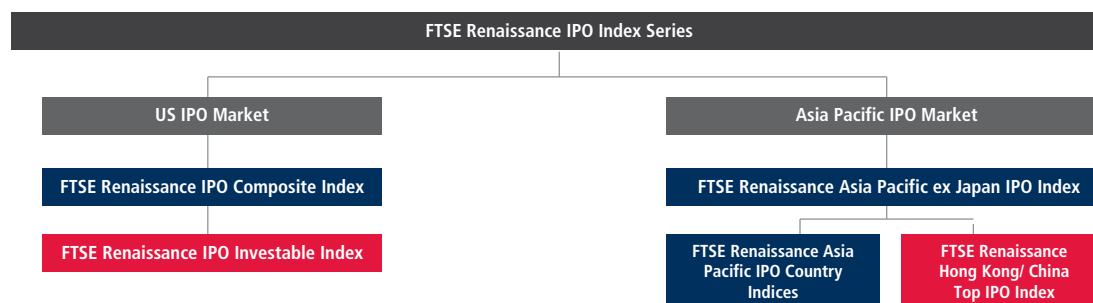 FTSE Renaissance IPO Index Series
US IPO Market
Asia Pacific IPO Market
FTSE Renaissance IPO Composite Index
FTSE Renaissance Asia Pacific ex Japan IPO Index
FTSE Renaissance IPO Investable Index
FTSE Renaissance Asia
Pacific IPO Country
Indices
FTSE Renaissance
Hong Kong/ China
Top IPO Index